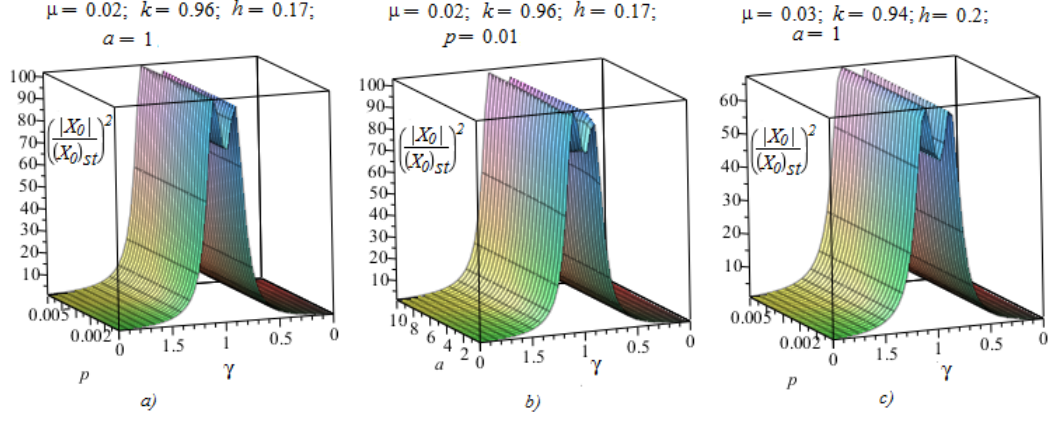 μ = 0.02; k = 0.96; h = 0.17;
a = 1
100
90
80
70
60
50
40
30
20
10
(|X₀|/(X₀)st)²
0.005
0.002
0
1.5
1
0.5
0
p
γ
a)
μ = 0.02; k = 0.96; h = 0.17;
p = 0.01
100
90
80
70
60
50
40
30
20
10
(|X₀|/(X₀)st)²
10
8
6
4
2
0
1.5
1
0.5
0
a
γ
b)
μ = 0.03; k = 0.94; h = 0.2;
a = 1
60
50
40
30
20
10
(|X₀|/(X₀)st)²
0.005
0.002
0
1.5
1
0.5
0
p
γ
c)